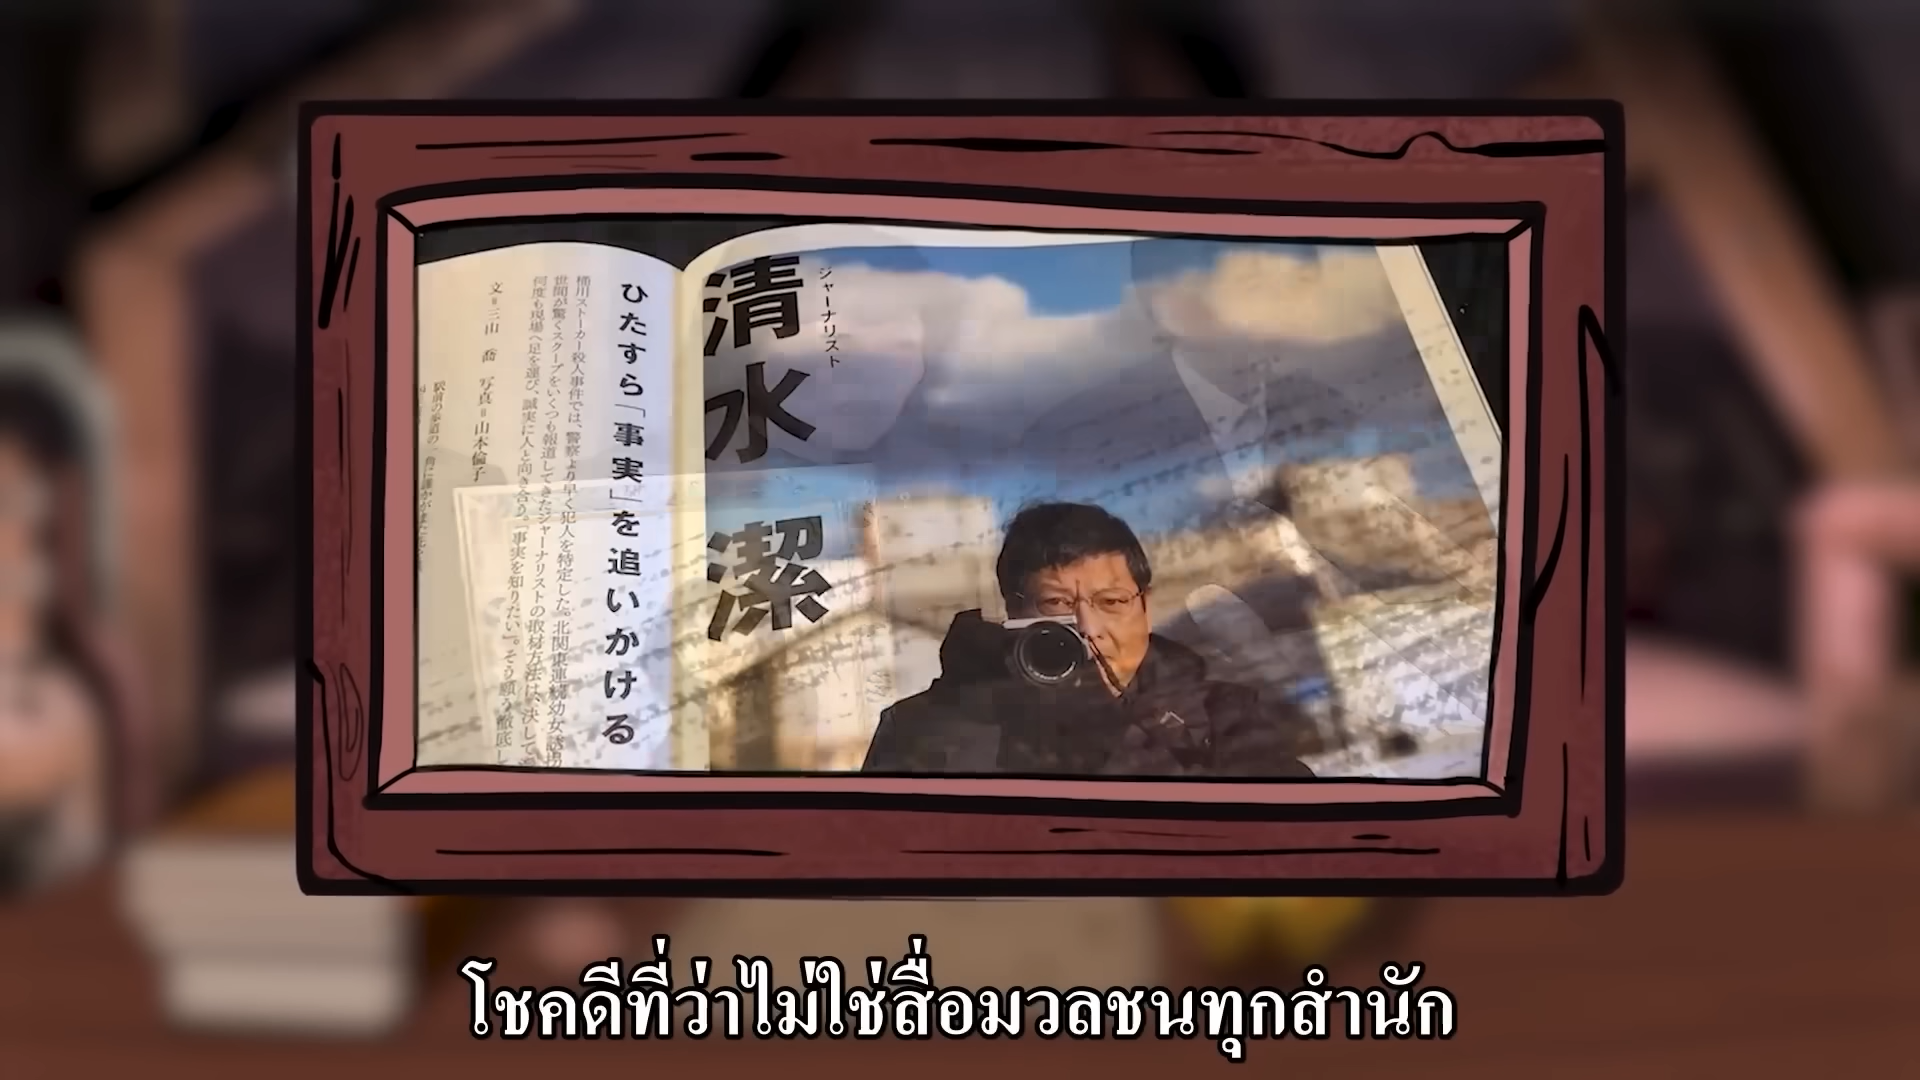 ジャーナリスト
清水 潔
ひたすら「事実」を追いかける
桶川ストーカー殺人事件では、警察より早く犯人を特定した。北関東連続幼女誘拐
世間が驚くスクープをいくつも報道してきたジャーナリストの取材方法は、決して
何度も現場へ足を運び、誠実に人と向き合う。「事実を知りたい」。そう願う徹底し
文=三山 喬 写真=山本倫子
โชคดีที่ว่าไม่ใช่สื่อมวลชนทุกสำนัก